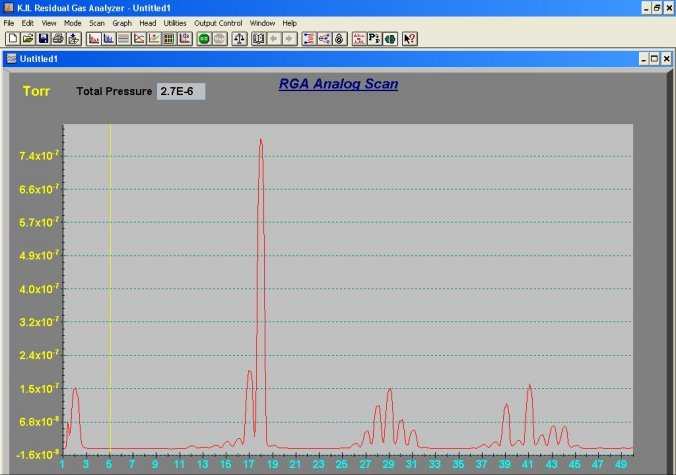 KJL Residual Gas Analyzer - Untitled1
File Edit View Mode Scan Graph Head Utilities Output Control Window Help
Untitled1
Torr Total Pressure 2.7E-6 RGA Analog Scan
7.4x10⁻⁷
6.6x10⁻⁷
5.7x10⁻⁷
4.9x10⁻⁷
4.0x10⁻⁷
3.2x10⁻⁷
2.4x10⁻⁷
1.5x10⁻⁷
6.8x10⁻⁸
-1.6x10⁻⁸
1 3 5 7 9 11 13 15 17 19 21 23 25 27 29 31 33 35 37 39 41 43 45 47 49